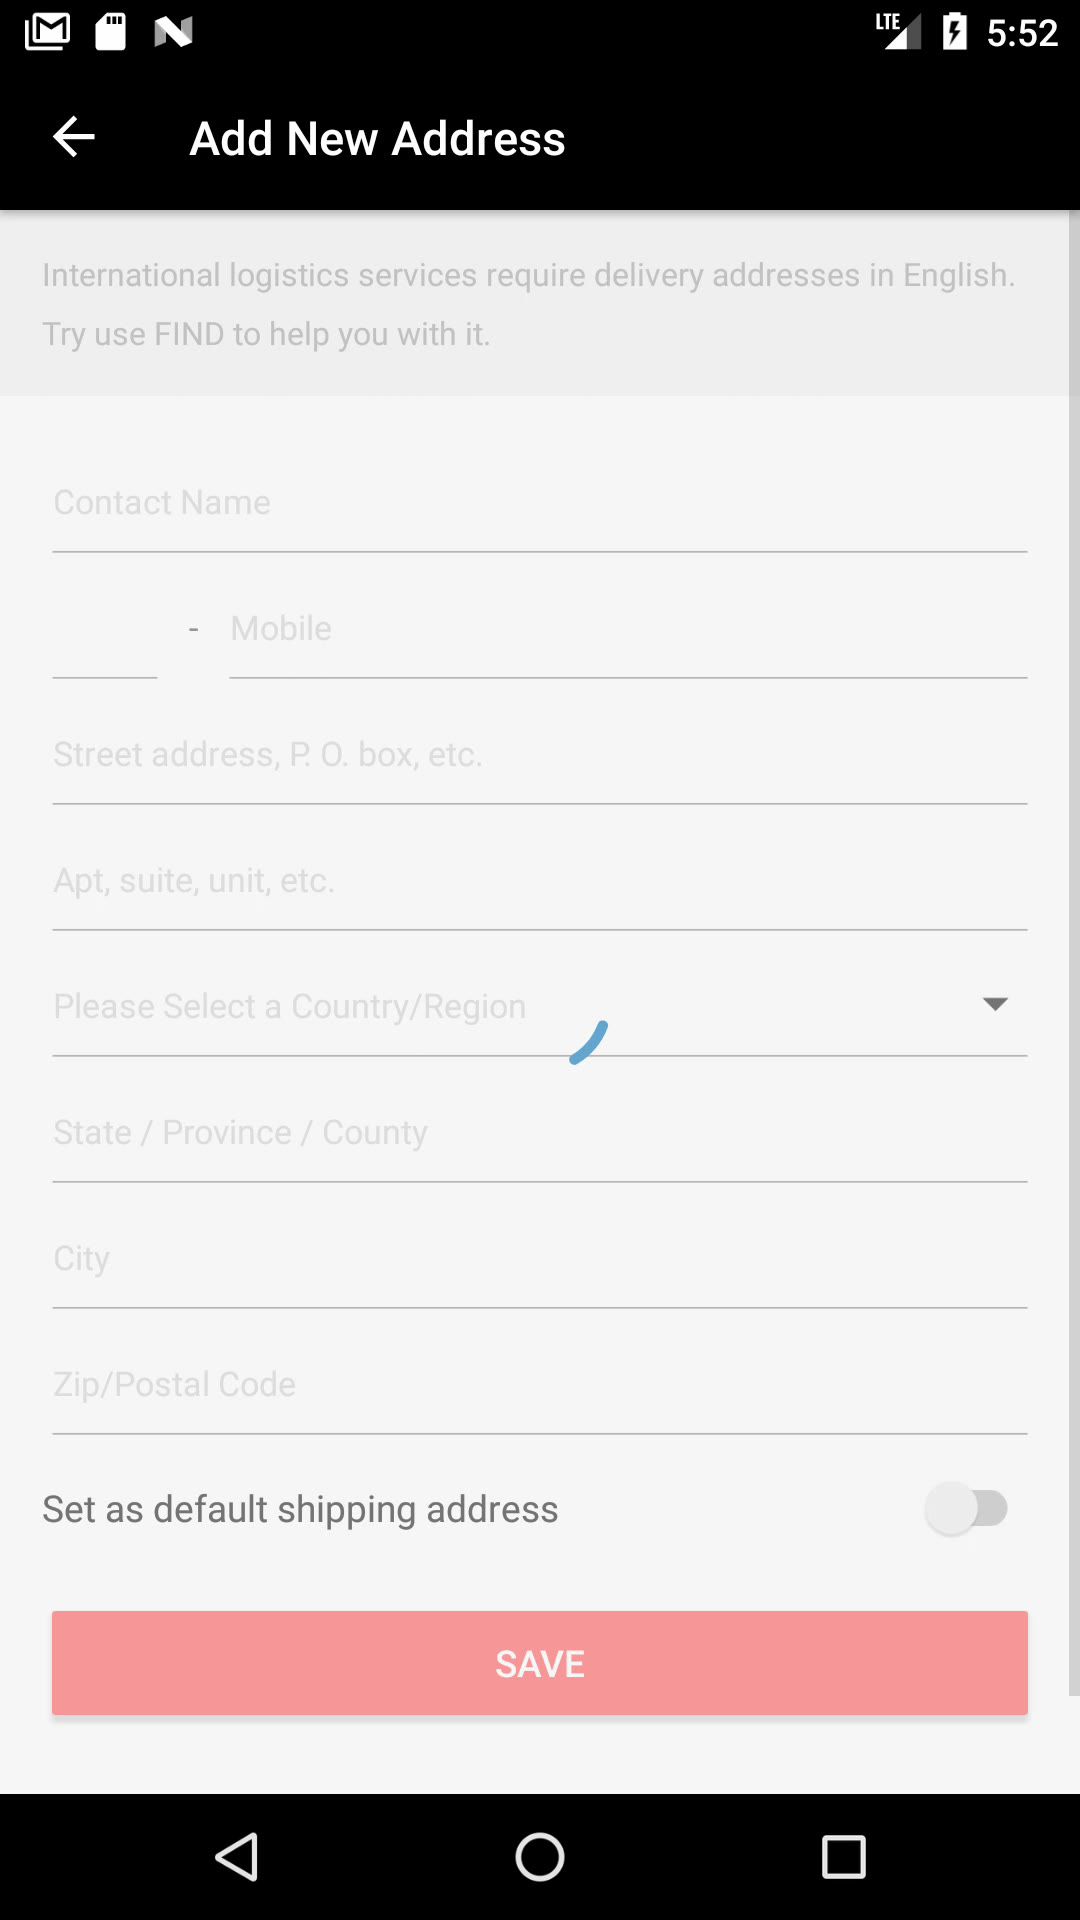 LTE 5:52
Add New Address
International logistics services require delivery addresses in English.
Try use FIND to help you with it.
Contact Name
- Mobile
Street address, P. O. box, etc.
Apt, suite, unit, etc.
Please Select a Country/Region
State / Province / County
City
Zip/Postal Code
Set as default shipping address
SAVE